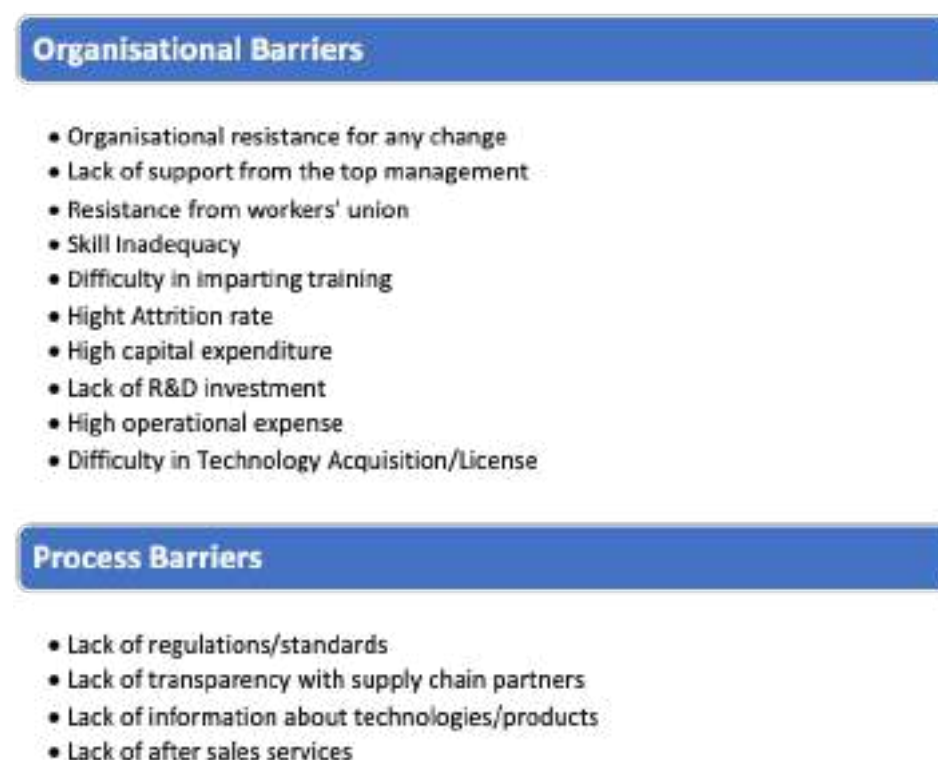 Organisational Barriers
• Organisational resistance for any change
• Lack of support from the top management
• Resistance from workers' union
• Skill Inadequacy
• Difficulty in imparting training
• Hight Attrition rate
• High capital expenditure
• Lack of R&D investment
• High operational expense
• Difficulty in Technology Acquisition/License
Process Barriers
• Lack of regulations/standards
• Lack of transparency with supply chain partners
• Lack of information about technologies/products
• Lack of after sales services